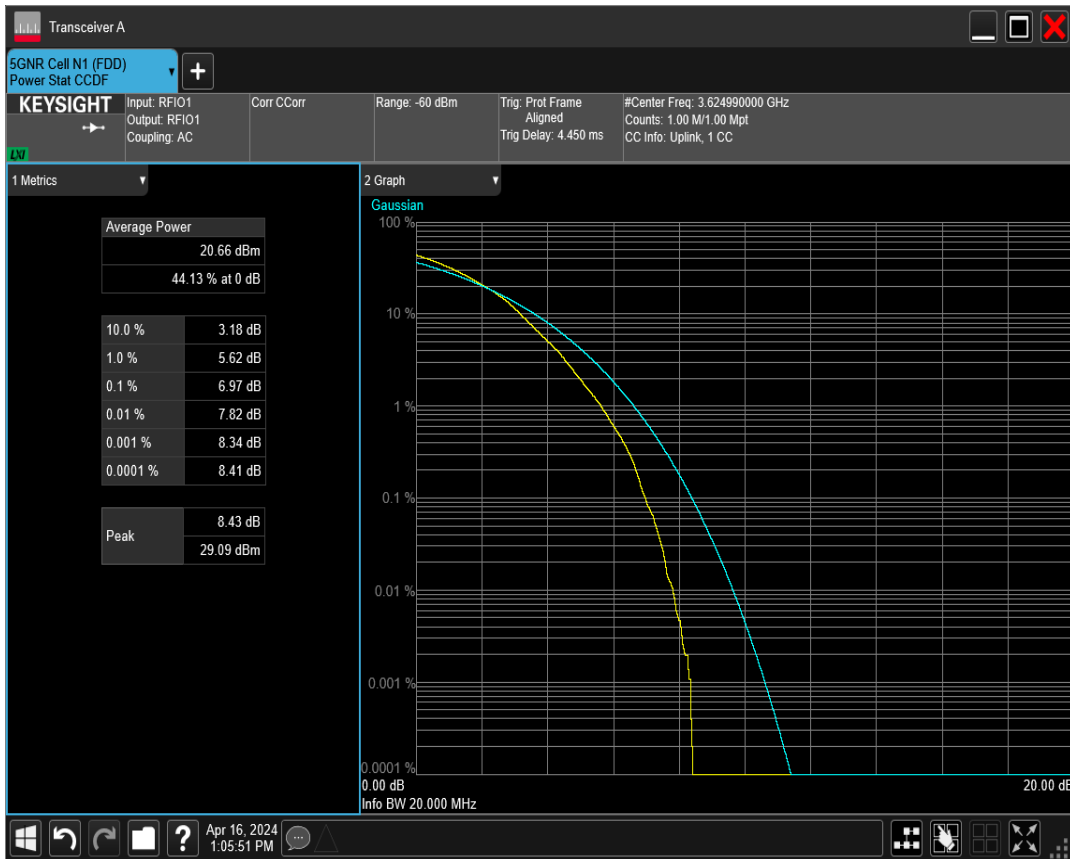 Transceiver A
5GNR Cell N1 (FDD)
Power Stat CCDF
+
KEYSIGHT
LXI
Input: RFIO1
Output: RFIO1
Coupling: AC
Corr CCorr
Range: -60 dBm
Trig: Prot Frame
Aligned
Trig Delay: 4.450 ms
#Center Freq: 3.624990000 GHz
Counts: 1.00 M/1.00 Mpt
CC Info: Uplink, 1 CC
1 Metrics
Average Power
20.66 dBm
44.13 % at 0 dB
10.0 % 3.18 dB
1.0 % 5.62 dB
0.1 % 6.97 dB
0.01 % 7.82 dB
0.001 % 8.34 dB
0.0001 % 8.41 dB
Peak
8.43 dB
29.09 dBm
2 Graph
Gaussian
100 %
10 %
1 %
0.1 %
0.01 %
0.001 %
0.0001 %
0.00 dB 20.00 dB
Info BW 20.000 MHz
?
Apr 16, 2024
1:05:51 PM